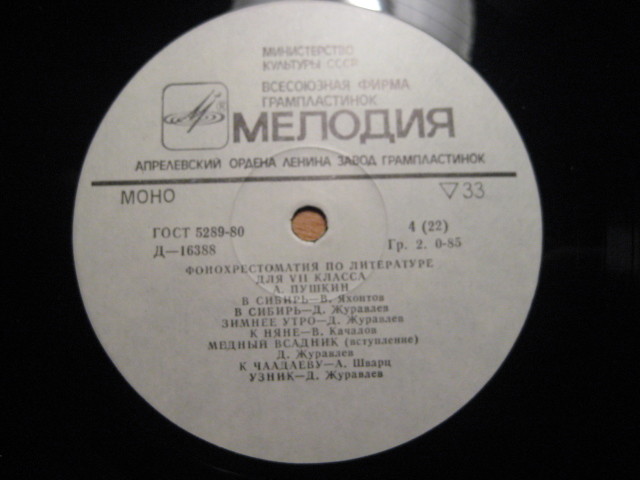 МИНИСТЕРСТВО
КУЛЬТУРЫ СССР
ВСЕСОЮЗНАЯ ФИРМА
ГРАМПЛАСТИНОК
МЕЛОДИЯ
АПРЕЛЕВСКИЙ ОРДЕНА ЛЕНИНА ЗАВОД ГРАМПЛАСТИНОК
МОНО ▽33
ГОСТ 5289-80 4 (22)
Д—16388 Гр. 2. 0-85
ФОНОХРЕСТОМАТИЯ ПО ЛИТЕРАТУРЕ
ДЛЯ VII КЛАССА
А. ПУШКИН
В СИБИРЬ—В. Яхонтов
В СИБИРЬ—Д. Журавлев
ЗИМНЕЕ УТРО—Д. Журавлев
К НЯНЕ—В. Качалов
МЕДНЫЙ ВСАДНИК (вступление)
Д. Журавлев
К ЧААДАЕВУ—А. Шварц
УЗНИК—Д. Журавлев